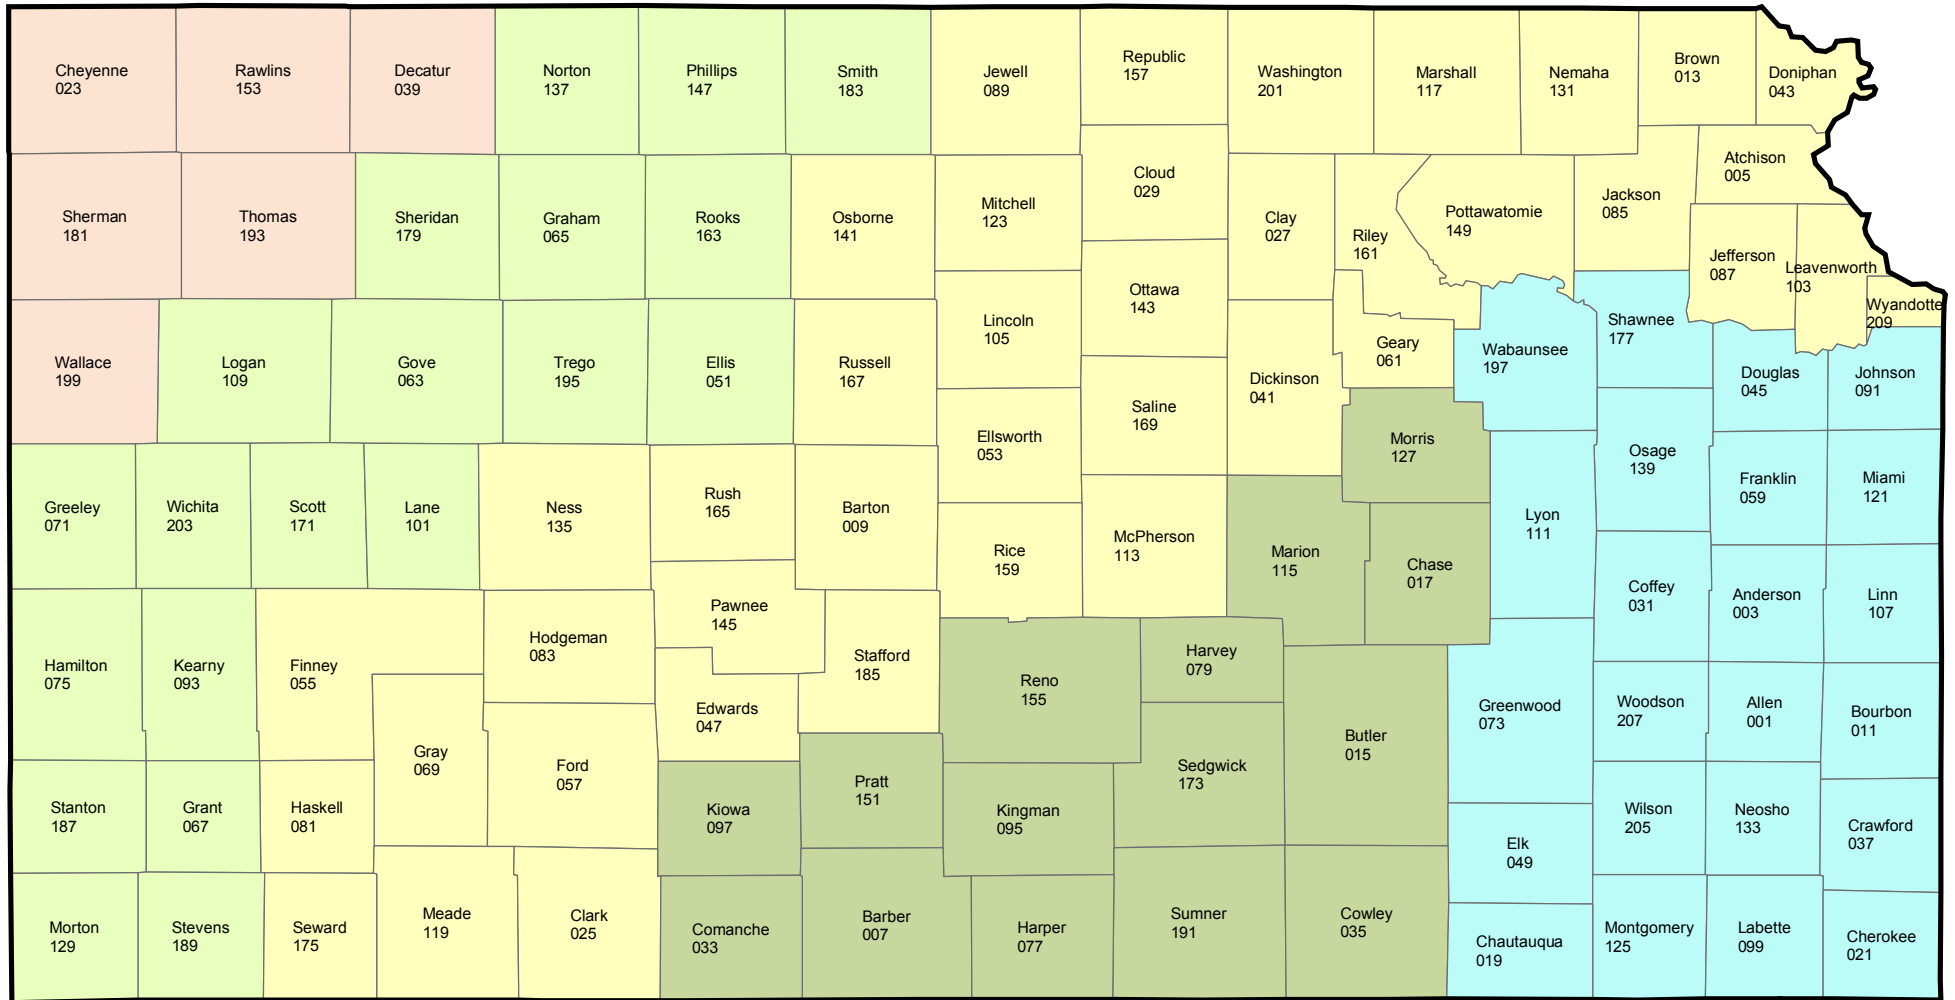 Cheyenne
023
Rawlins
153
Decatur
039
Norton
137
Phillips
147
Smith
183
Jewell
089
Republic
157
Washington
201
Marshall
117
Nemaha
131
Brown
013
Doniphan
043
Sherman
181
Thomas
193
Sheridan
179
Graham
065
Rooks
163
Osborne
141
Mitchell
123
Cloud
029
Clay
027
Riley
161
Pottawatomie
149
Jackson
085
Atchison
005
Jefferson
087
Leavenworth
103
Wyandotte
209
Wallace
199
Logan
109
Gove
063
Trego
195
Ellis
051
Russell
167
Lincoln
105
Ottawa
143
Dickinson
041
Geary
061
Wabaunsee
197
Shawnee
177
Douglas
045
Johnson
091
Ellsworth
053
Saline
169
Morris
127
Osage
139
Franklin
059
Miami
121
Greeley
071
Wichita
203
Scott
171
Lane
101
Ness
135
Rush
165
Barton
009
Rice
159
McPherson
113
Marion
115
Chase
017
Lyon
111
Coffey
031
Anderson
003
Linn
107
Hamilton
075
Kearny
093
Finney
055
Hodgeman
083
Pawnee
145
Stafford
185
Edwards
047
Reno
155
Harvey
079
Butler
015
Greenwood
073
Woodson
207
Allen
001
Bourbon
011
Gray
069
Ford
057
Stanton
187
Grant
067
Haskell
081
Kiowa
097
Pratt
151
Kingman
095
Sedgwick
173
Elk
049
Wilson
205
Neosho
133
Crawford
037
Morton
129
Stevens
189
Seward
175
Meade
119
Clark
025
Comanche
033
Barber
007
Harper
077
Sumner
191
Cowley
035
Chautauqua
019
Montgomery
125
Labette
099
Cherokee
021